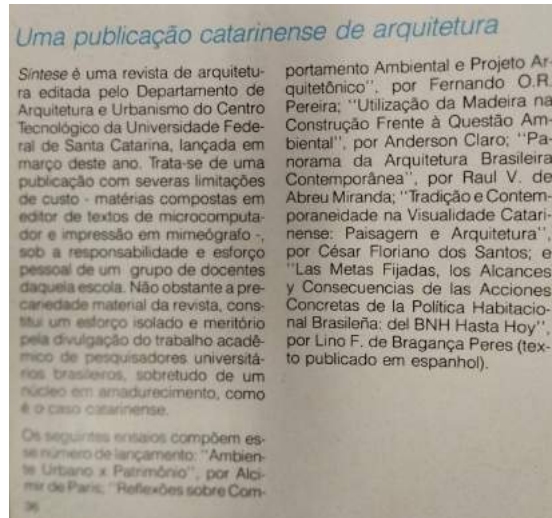 Uma publicação catarinense de arquitetura
Síntese é uma revista de arquitetu-
ra editada pelo Departamento de
Arquitetura e Urbanismo do Centro
Tecnológico da Universidade Fede-
ral de Santa Catarina, lançada em
março deste ano. Trata-se de uma
publicação com severas limitações
de custo - matérias compostas em
editor de textos de microcomputa-
dor e impressão em mimeógrafo -,
sob a responsabilidade e esforço
pessoal de um grupo de docentes
daquela escola. Não obstante a pre-
cariedade material da revista, cons-
titui um esforço isolado e meritório
pela divulgação do trabalho acadê-
mico de pesquisadores universitá-
rios brasileiros, sobretudo de um
núcleo em amadurecimento, como
é o caso catarinense.
Os seguintes ensaios compõem es-
se número de lançamento: "Ambien-
te Urbano x Patrimônio", por Alci-
mir de Paris; "Reflexões sobre Com-
36
portamento Ambiental e Projeto Ar-
quitetônico", por Fernando O.R.
Pereira; "Utilização da Madeira na
Construção Frente à Questão Am-
biental", por Anderson Claro; "Pa-
norama da Arquitetura Brasileira
Contemporânea", por Raul V. de
Abreu Miranda; "Tradição e Contem-
poraneidade na Visualidade Catari-
nense: Paisagem e Arquitetura",
por César Floriano dos Santos; e
"Las Metas Fijadas, los Alcances
y Consecuencias de las Acciones
Concretas de la Política Habitacio-
nal Brasileña: del BNH Hasta Hoy",
por Lino F. de Bragança Peres (tex-
to publicado em espanhol).